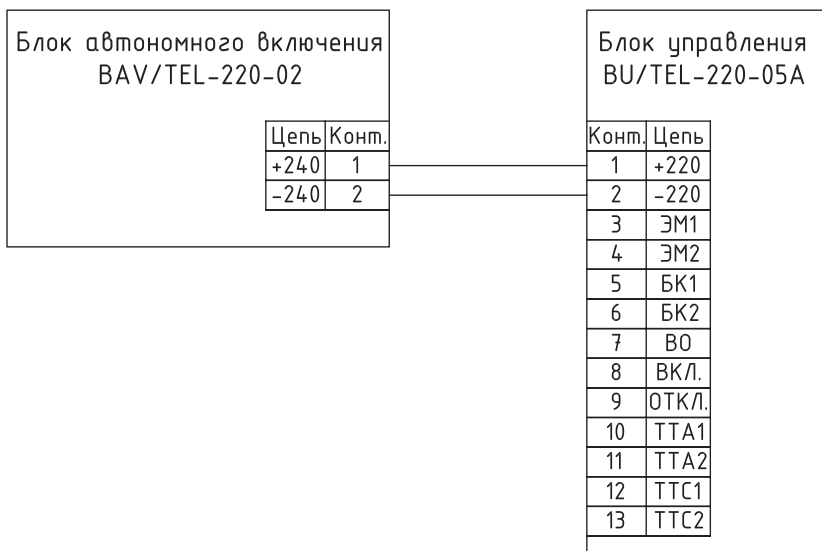 Блок автономного включения
BAV/TEL-220-02
Цепь Конт.
+240 1
-240 2
Блок управления
BU/TEL-220-05A
Конт. Цепь
1 +220
2 -220
3 ЭМ1
4 ЭМ2
5 БК1
6 БК2
7 ВО
8 ВКЛ.
9 ОТКЛ.
10 ТТА1
11 ТТА2
12 ТТС1
13 ТТС2